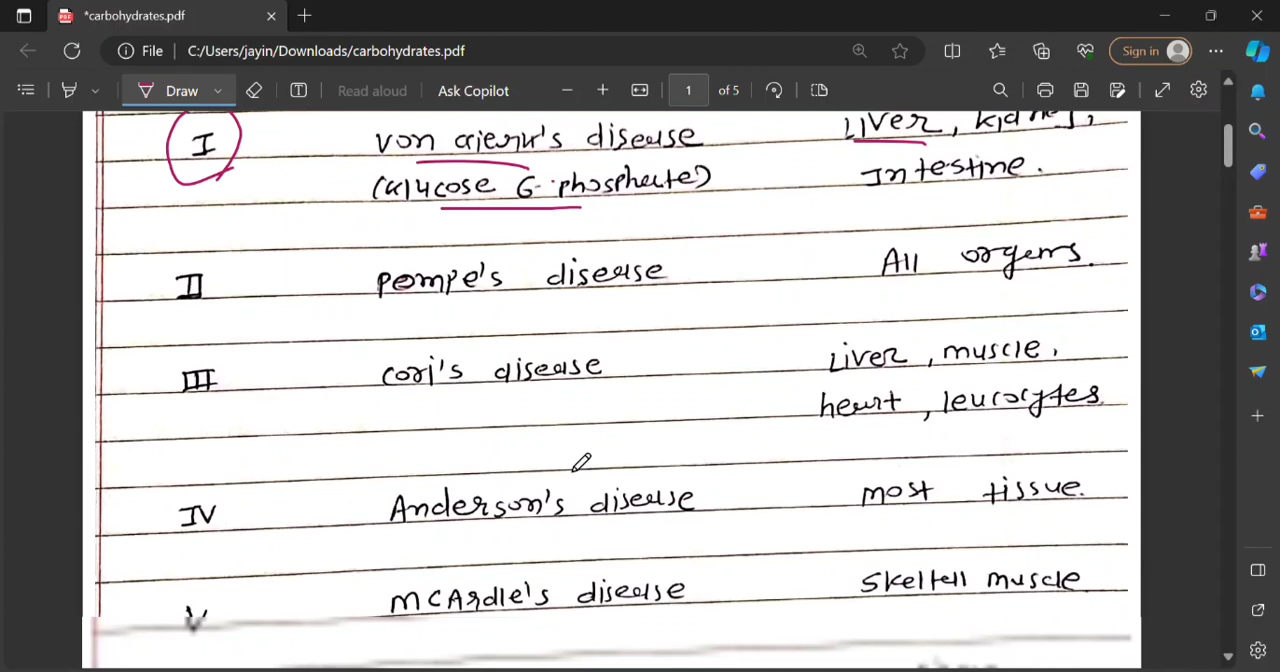 *carbohydrates.pdf
File C:/Users/jayin/Downloads/carbohydrates.pdf
Sign in
Draw Read aloud Ask Copilot 1 of 5
I von Gierk's disease Liver, kidney,
(Glucose 6-phosphate) Intestine.
II Pompe's disease All organs.
III Cori's disease Liver, muscle,
heart, leucocytes.
IV Anderson's disease most tissue.
V McArdle's disease Skeltell muscle